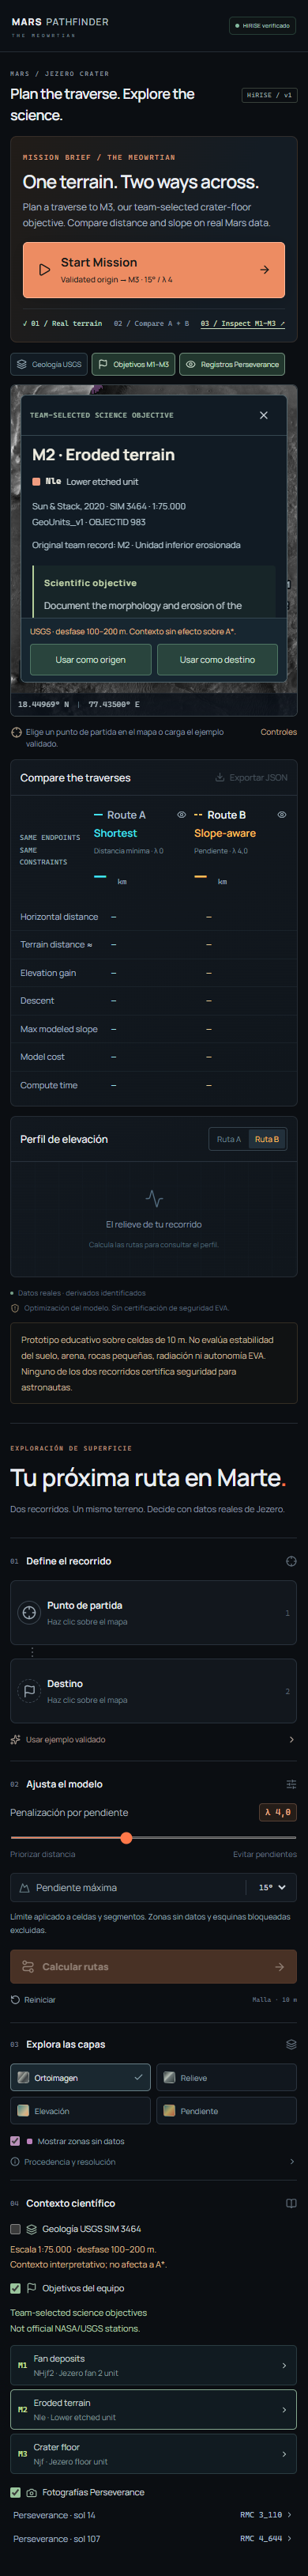 MARS PATHFINDER
THE MEOWRTIAN
HiRISE verificado
MARS / JEZERO CRATER
Plan the traverse. Explore the
science.
HiRISE / v1
MISSION BRIEF / THE MEOWRTIAN
One terrain. Two ways across.
Plan a traverse to M3, our team-selected crater-floor
objective. Compare distance and slope on real Mars data.
Start Mission
Validated origin → M3 · 15° / λ 4
✓ 01 / Real terrain
02 / Compare A + B
03 / Inspect M1–M3 ↗
Geología USGS
Objetivos M1–M3
Registros Perseverance
TEAM-SELECTED SCIENCE OBJECTIVE
M2 · Eroded terrain
Nle Lower etched unit
Sun & Stack, 2020 · SIM 3464 · 1:75.000
GeoUnits_v1 · OBJECTID 983
Original team record: M2 · Unidad inferior erosionada
Scientific objective
Document the morphology and erosion of the
USGS · desfase 100–200 m. Contexto sin efecto sobre A*.
Usar como origen
Usar como destino
18.44969° N | 77.43500° E
Elige un punto de partida en el mapa o carga el ejemplo
validado.
Controles
Compare the traverses
Exportar JSON
SAME ENDPOINTS
SAME
CONSTRAINTS
Route A
Shortest
Distancia mínima · λ 0
— km
Route B
Slope-aware
Pendiente · λ 4,0
— km
Horizontal distance — —
Terrain distance ≈ — —
Elevation gain — —
Descent — —
Max modeled slope — —
Model cost — —
Compute time — —
Perfil de elevación
Ruta A
Ruta B
El relieve de tu recorrido
Calcula las rutas para consultar el perfil.
Datos reales · derivados identificados
Optimización del modelo. Sin certificación de seguridad EVA.
Prototipo educativo sobre celdas de 10 m. No evalúa estabilidad
del suelo, arena, rocas pequeñas, radiación ni autonomía EVA.
Ninguno de los dos recorridos certifica seguridad para
astronautas.
EXPLORACIÓN DE SUPERFICIE
Tu próxima ruta en Marte.
Dos recorridos. Un mismo terreno. Decide con datos reales de Jezero.
01 Define el recorrido
Punto de partida
Haz clic sobre el mapa
1
Destino
Haz clic sobre el mapa
2
Usar ejemplo validado
02 Ajusta el modelo
Penalización por pendiente
λ 4,0
Priorizar distancia
Evitar pendientes
Pendiente máxima
15°
Límite aplicado a celdas y segmentos. Zonas sin datos y esquinas bloqueadas
excluidas.
Calcular rutas
Reiniciar
Malla · 10 m
03 Explora las capas
Ortoimagen
Relieve
Elevación
Pendiente
Mostrar zonas sin datos
Procedencia y resolución
04 Contexto científico
Geología USGS SIM 3464
Escala 1:75.000 · desfase 100–200 m.
Contexto interpretativo; no afecta a A*.
Objetivos del equipo
Team-selected science objectives
Not official NASA/USGS stations.
M1 Fan deposits
NHjf2 · Jezero fan 2 unit
M2 Eroded terrain
Nle · Lower etched unit
M3 Crater floor
Njf · Jezero floor unit
Fotografías Perseverance
Perseverance · sol 14
RMC 3_110
Perseverance · sol 107
RMC 4_644